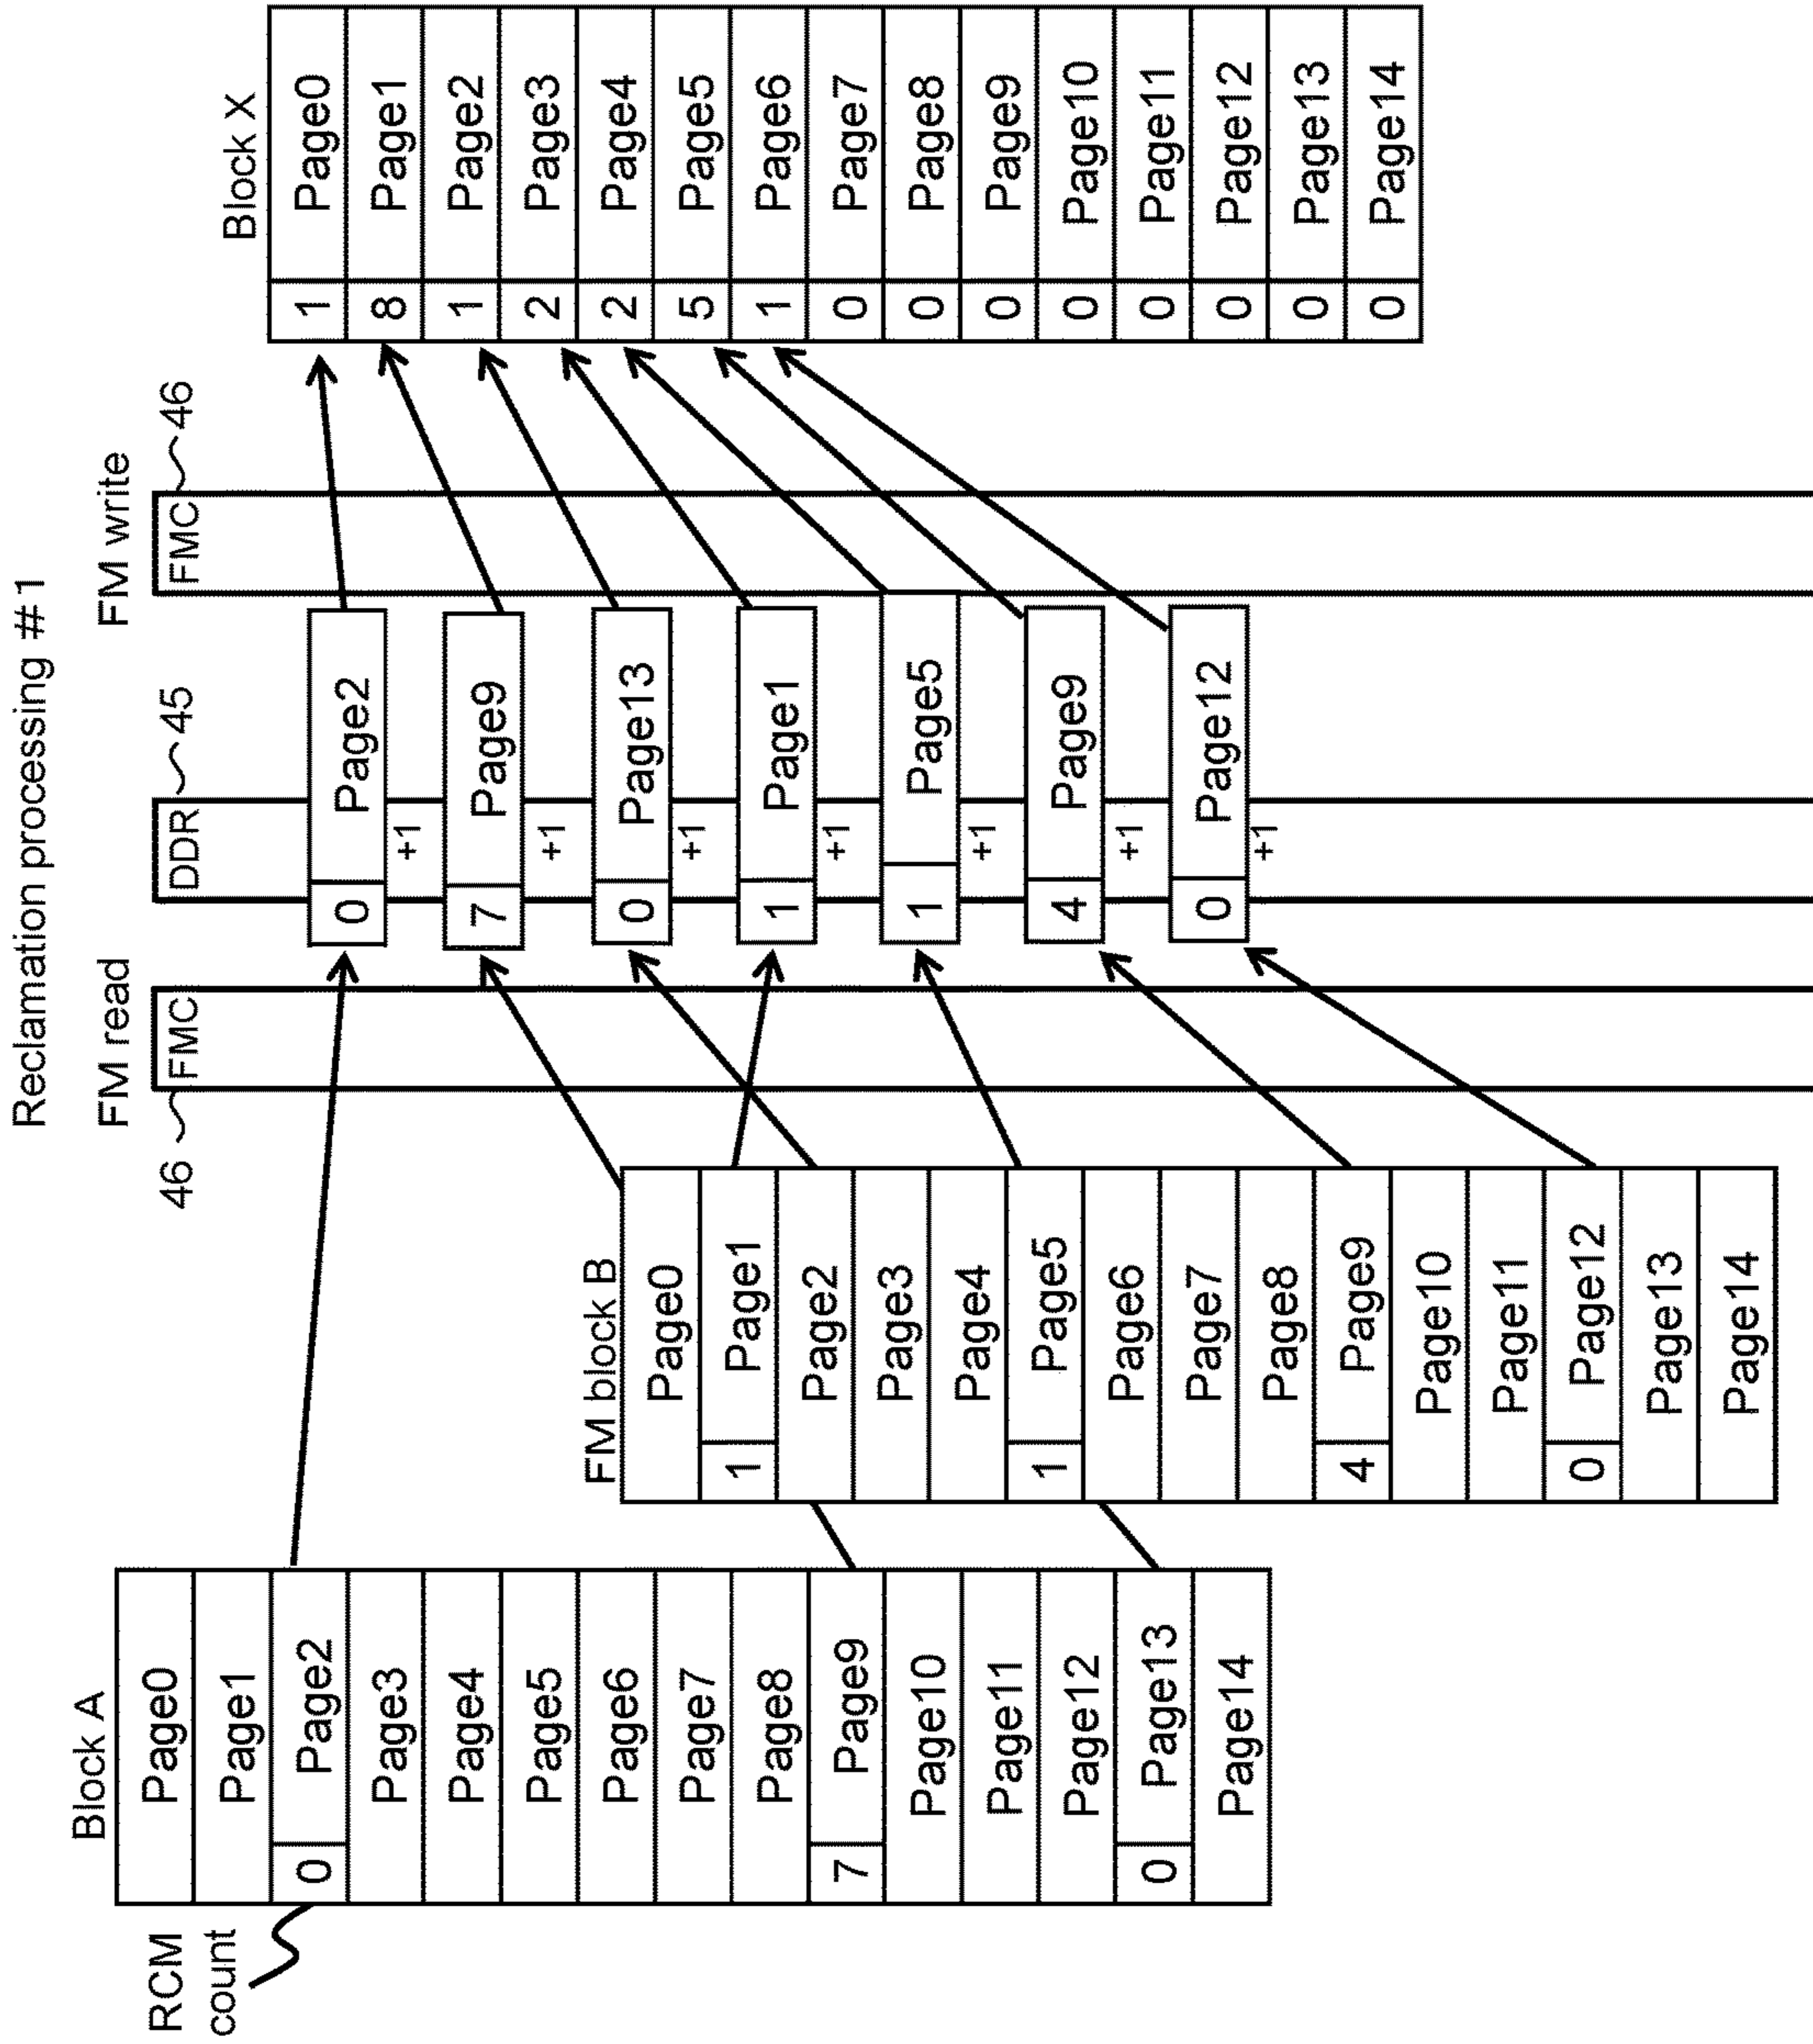 Reclamation processing #1
FM read
FM write
46
FMC
DDR
45
FMC
46
RCM
count
Block A
Page0
Page1
0 Page2
Page3
Page4
Page5
Page6
Page7
Page8
7 Page9
Page10
Page11
Page12
0 Page13
Page14
FM block B
Page0
1 Page1
Page2
Page3
Page4
1 Page5
Page6
Page7
Page8
4 Page9
Page10
Page11
0 Page12
Page13
Page14
0 Page2
+1
7 Page9
+1
0 Page13
+1
1 Page1
+1
1 Page5
+1
4 Page9
+1
0 Page12
+1
Block X
1 Page0
8 Page1
1 Page2
2 Page3
2 Page4
5 Page5
1 Page6
0 Page7
0 Page8
0 Page9
0 Page10
0 Page11
0 Page12
0 Page13
0 Page14